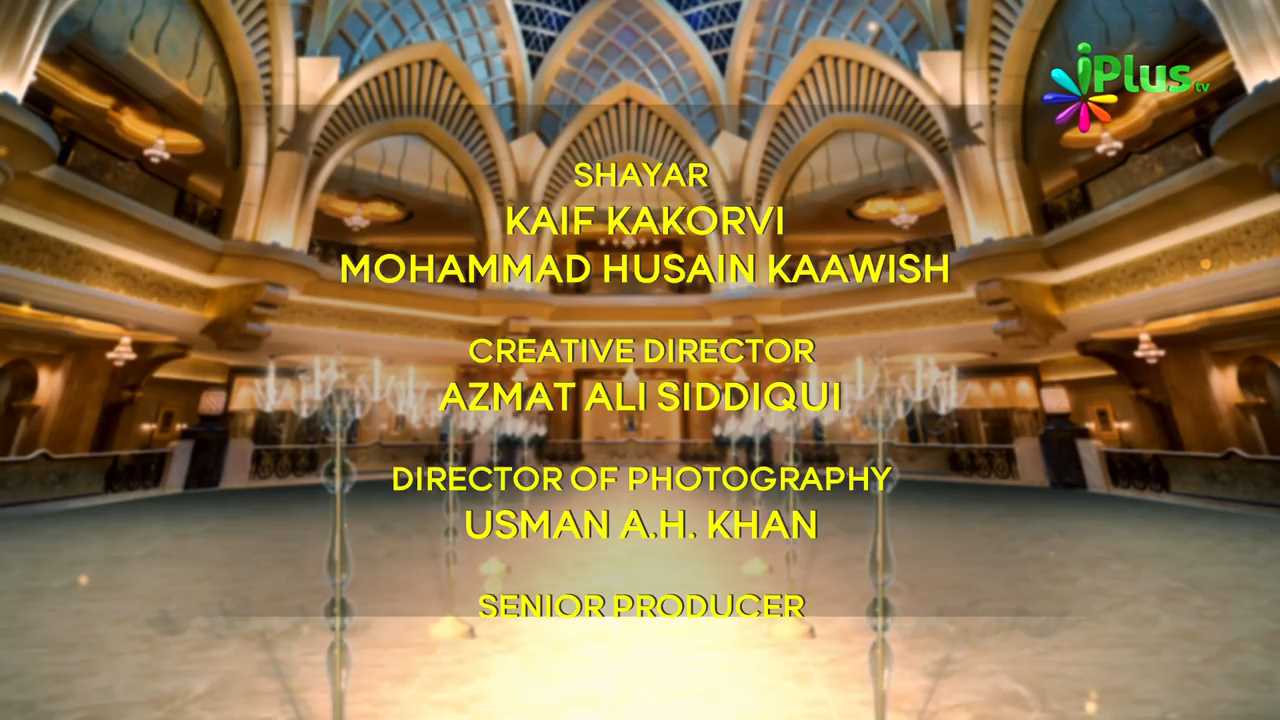 iPlus tv
SHAYAR
KAIF KAKORVI
MOHAMMAD HUSAIN KAAWISH
CREATIVE DIRECTOR
AZMAT ALI SIDDIQUI
DIRECTOR OF PHOTOGRAPHY
USMAN A.H. KHAN
SENIOR PRODUCER